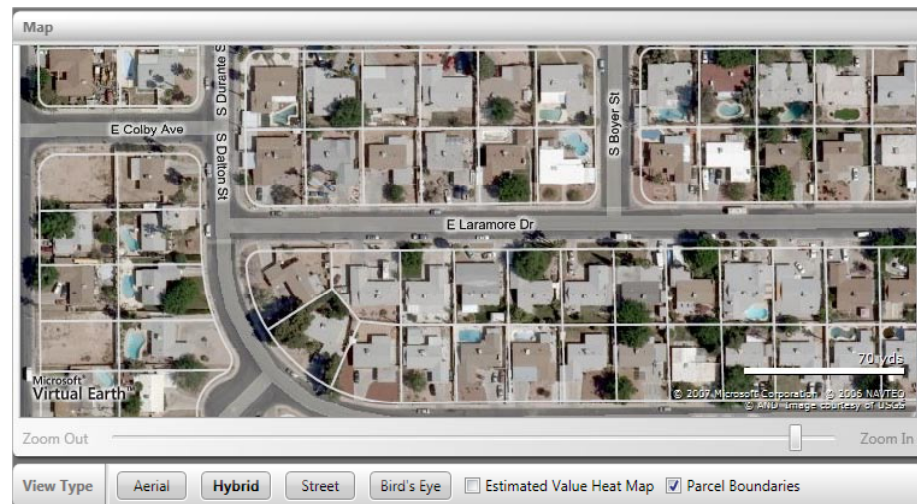 Map
S Durante S
E Colby Ave
S Dalton St
S Boyer St
E Laramore Dr
70 yds
Microsoft®
Virtual Earth™
© 2007 Microsoft Corporation © 2006 NAVTEQ
© AND Image courtesy of USGS
Zoom Out
Zoom In
View Type
Aerial
Hybrid
Street
Bird's Eye
Estimated Value Heat Map
Parcel Boundaries